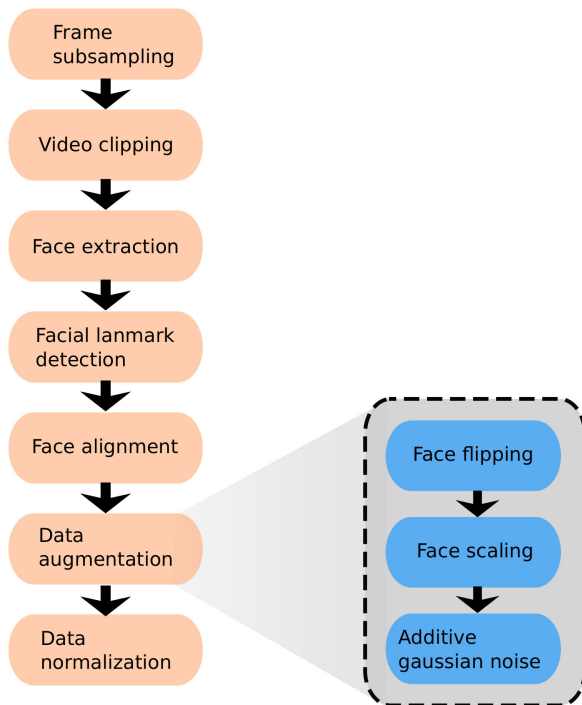 Frame
subsampling
Video clipping
Face extraction
Facial lanmark
detection
Face alignment
Data
augmentation
Data
normalization
Face flipping
Face scaling
Additive
gaussian noise